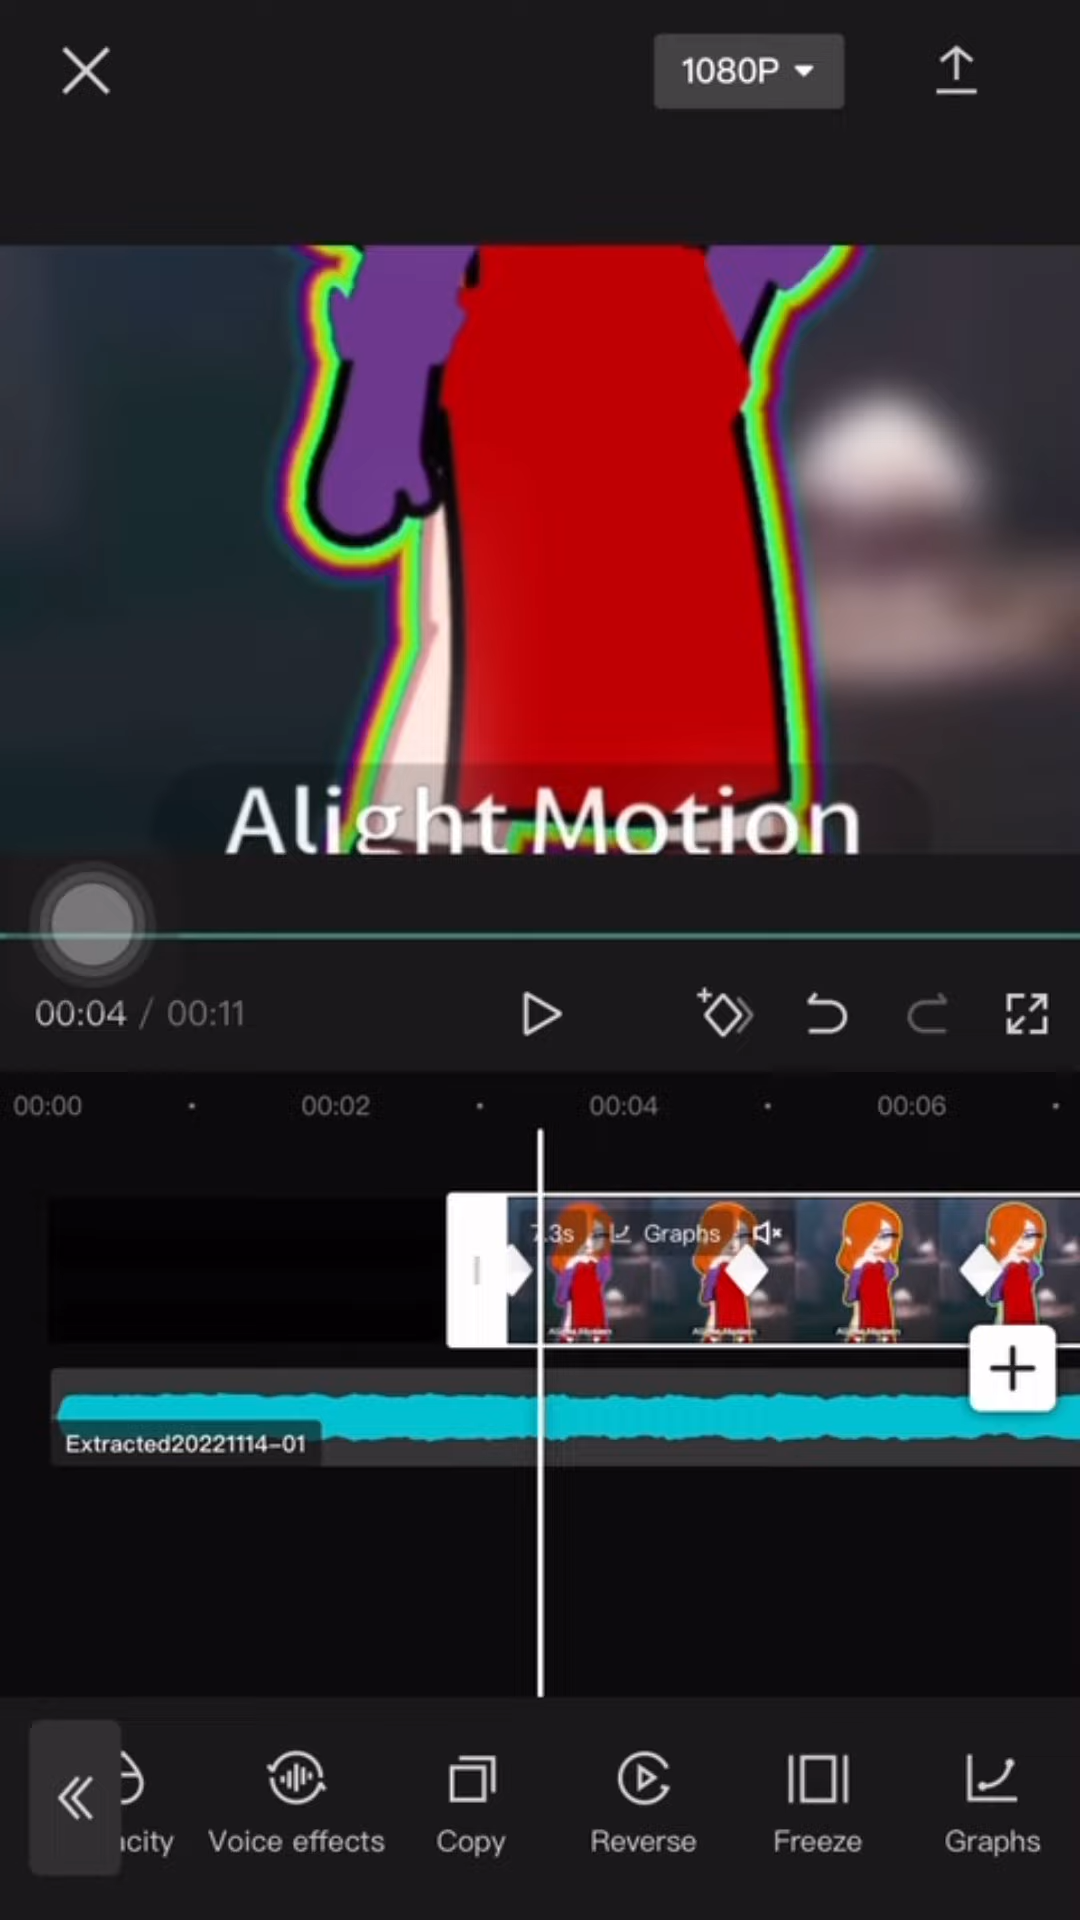 1080P
Alight Motion
00:04 / 00:11
00:00 00:02 00:04 00:06
7.3s Graphs
Extracted20221114-01
acity Voice effects Copy Reverse Freeze Graphs